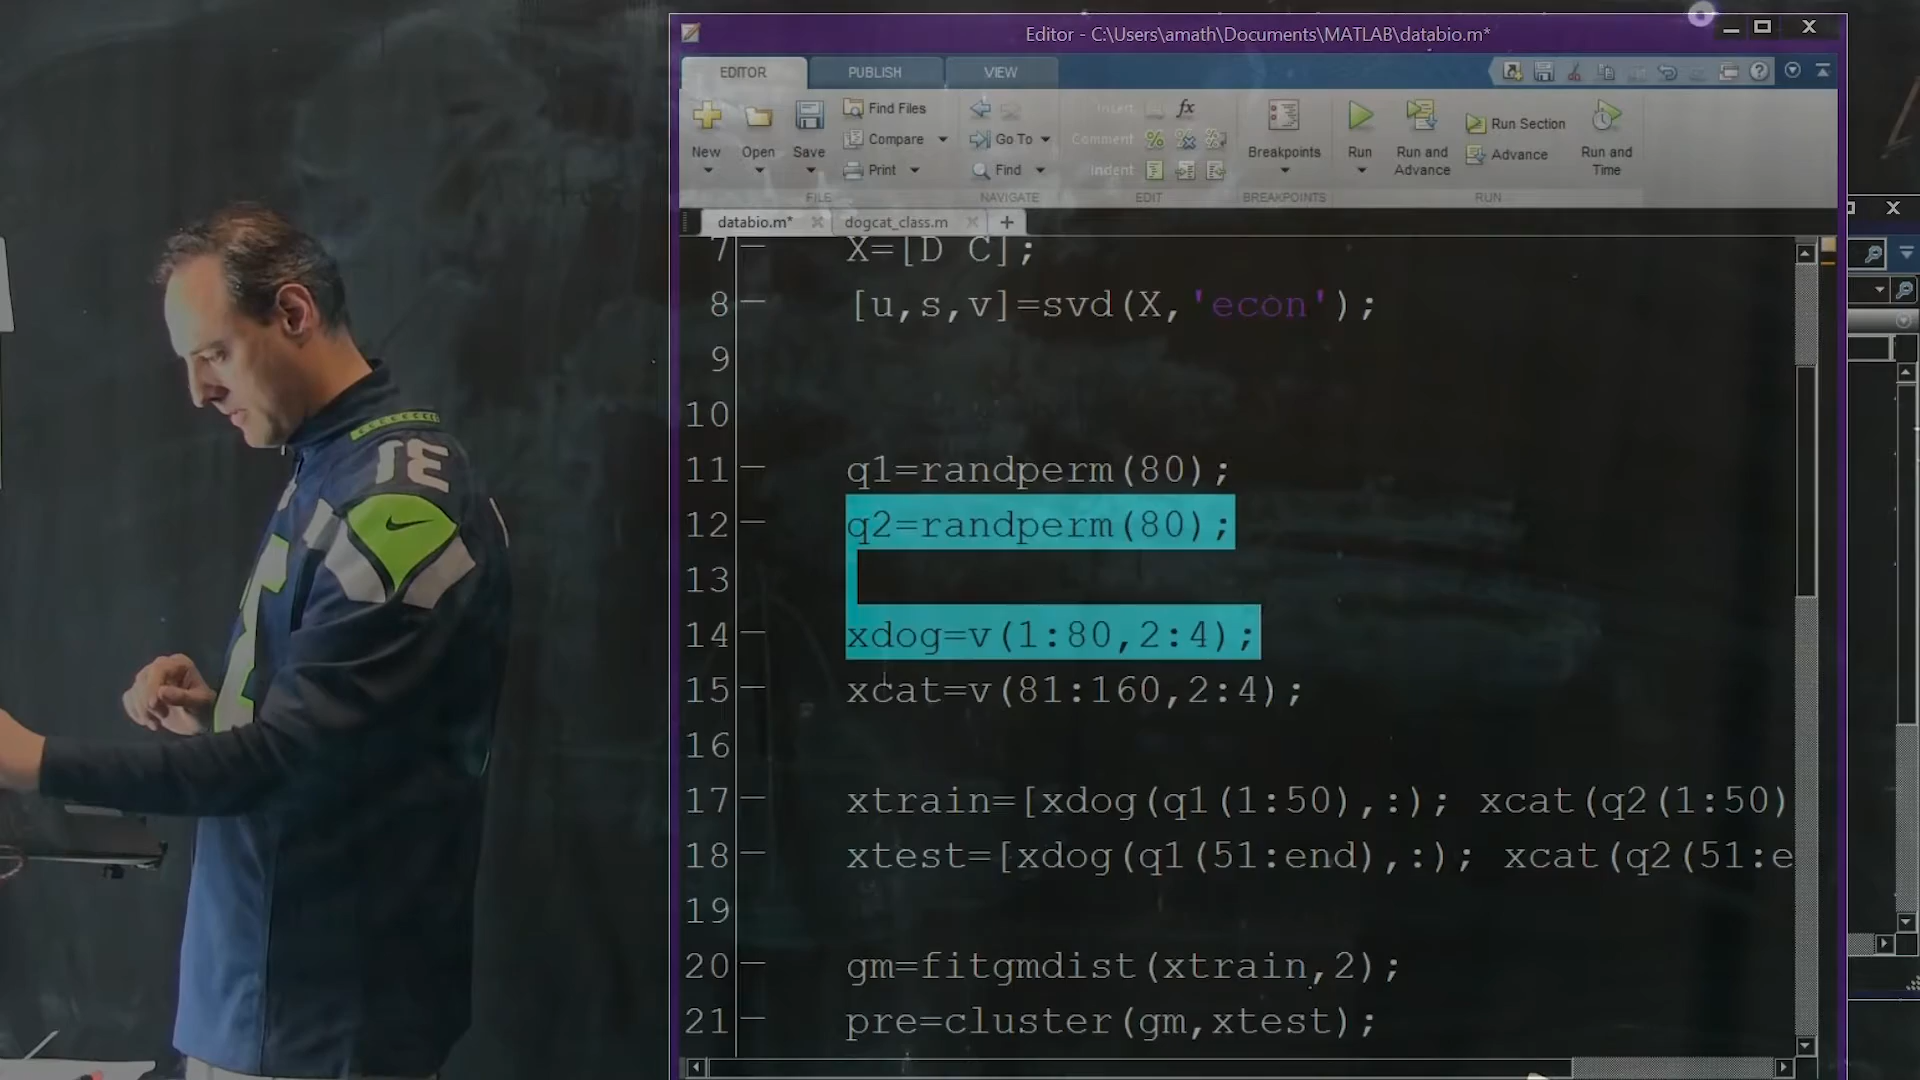 Editor - C:\Users\amath\Documents\MATLAB\databio.m*
EDITOR PUBLISH VIEW
New Open Save Find Files Compare Print
Go To Find
Insert fx
Comment
Indent
Breakpoints Run Run and Advance Run Section Advance Run and Time
FILE NAVIGATE EDIT BREAKPOINTS RUN
databio.m* dogcat_class.m
7 X=[D C];
8 [u,s,v]=svd(X,'econ');
9
10
11 q1=randperm(80);
12 q2=randperm(80);
13
14 xdog=v(1:80,2:4);
15 xcat=v(81:160,2:4);
16
17 xtrain=[xdog(q1(1:50),:); xcat(q2(1:50)
18 xtest=[xdog(q1(51:end),:); xcat(q2(51:e
19
20 gm=fitgmdist(xtrain,2);
21 pre=cluster(gm,xtest);